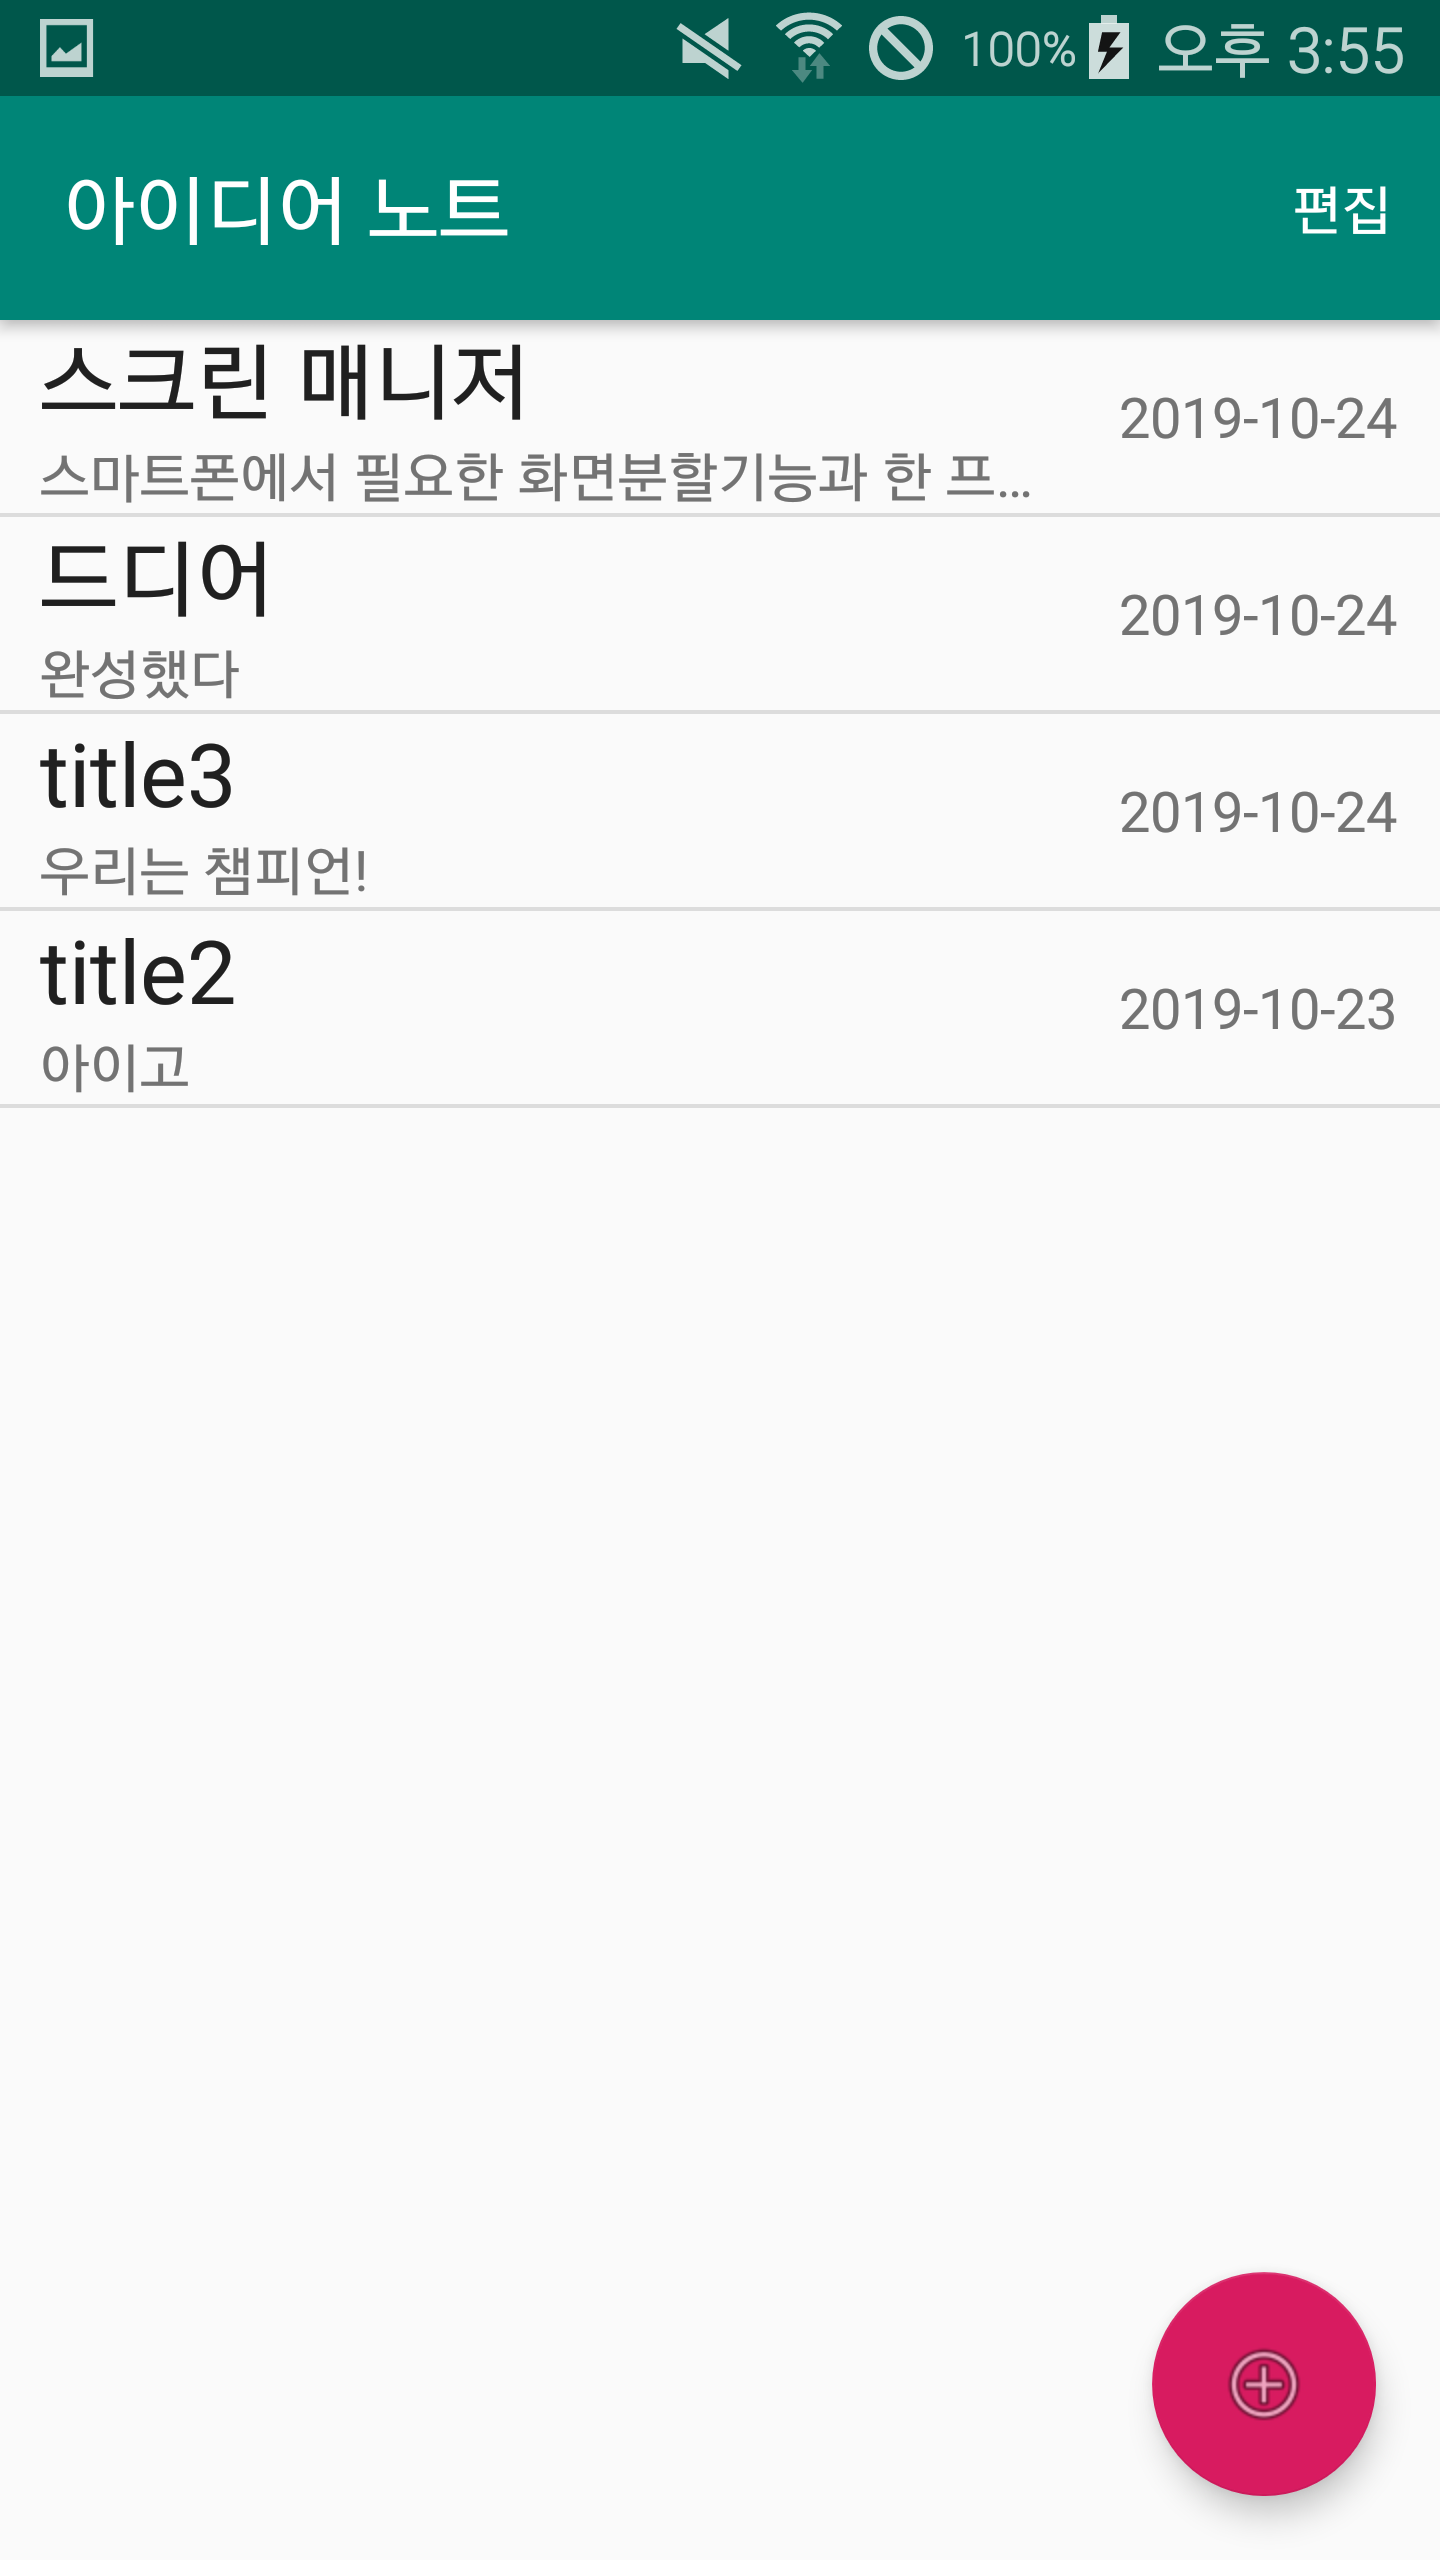 100% 오후 3:55
아이디어 노트 편집
스크린 매니저
2019-10-24
스마트폰에서 필요한 화면분할기능과 한 프...
드디어
2019-10-24
완성했다
title3
2019-10-24
우리는 챔피언!
title2
2019-10-23
아이고